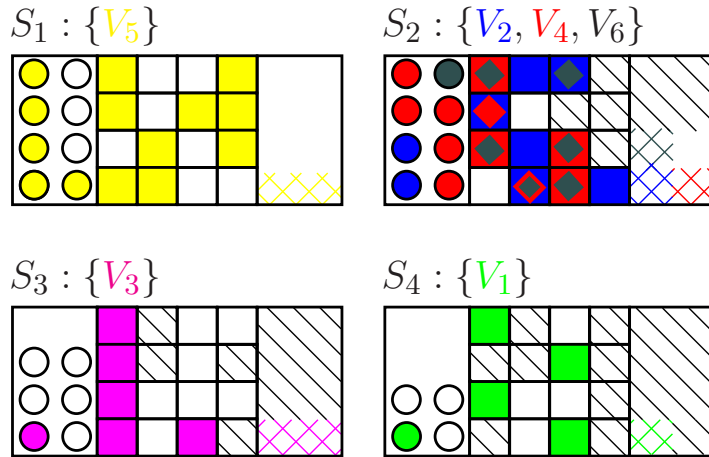 S₁ : {V₅}
S₂ : {V₂, V₄, V₆}
S₃ : {V₃}
S₄ : {V₁}